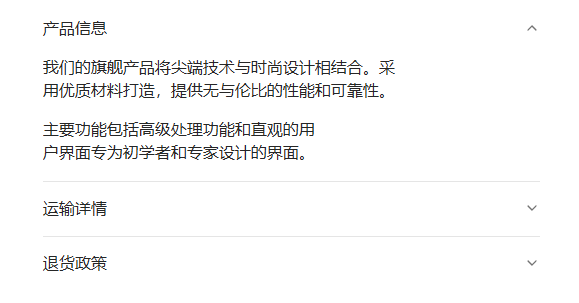 产品信息
我们的旗舰产品将尖端技术与时尚设计相结合。采
用优质材料打造，提供无与伦比的性能和可靠性。
主要功能包括高级处理功能和直观的用
户界面专为初学者和专家设计的界面。
运输详情
退货政策